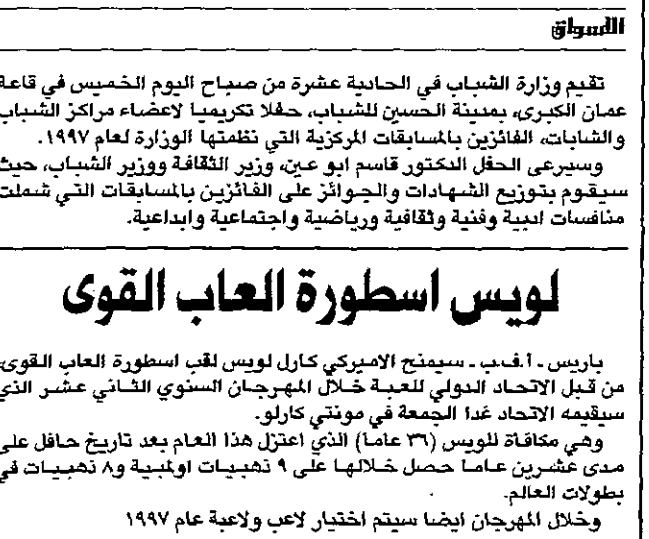 الأسواق
تقيم وزارة الشباب في الحادية عشرة من صباح اليوم الخميس في قاعة
عمان الكبرى، بمدينة الحسين للشباب، حفلا تكريميا لاعضاء مراكز الشباب
والشابات، الفائزين بالمسابقات المركزية التي نظمتها الوزارة لعام ١٩٩٧.
وسيرعى الحفل الدكتور قاسم ابو عين، وزير الثقافة ووزير الشباب، حيث
سيقوم بتوزيع الشهادات والجوائز على الفائزين بالمسابقات التي شملت
منافسات ادبية وفنية وثقافية ورياضية واجتماعية وابداعية.
لويس اسطورة العاب القوى
باريس ـ أ.ف.ب ـ سيمنح الاميركي كارل لويس لقب اسطورة العاب القوى،
من قبل الاتحاد الدولي للعبة خلال المهرجان السنوي الثاني عشر الذي
سيقيمه الاتحاد غدا الجمعة في مونتي كارلو.
وهي مكافاة للويس (٣٦ عاما) الذي اعتزل هذا العام بعد تاريخ حافل على
مدى عشرين عاما حصل خلالها على ٩ ذهبيات اولمبية و٨ ذهبيات في
بطولات العالم.
وخلال المهرجان ايضا سيتم اختيار لاعب ولاعبة عام ١٩٩٧